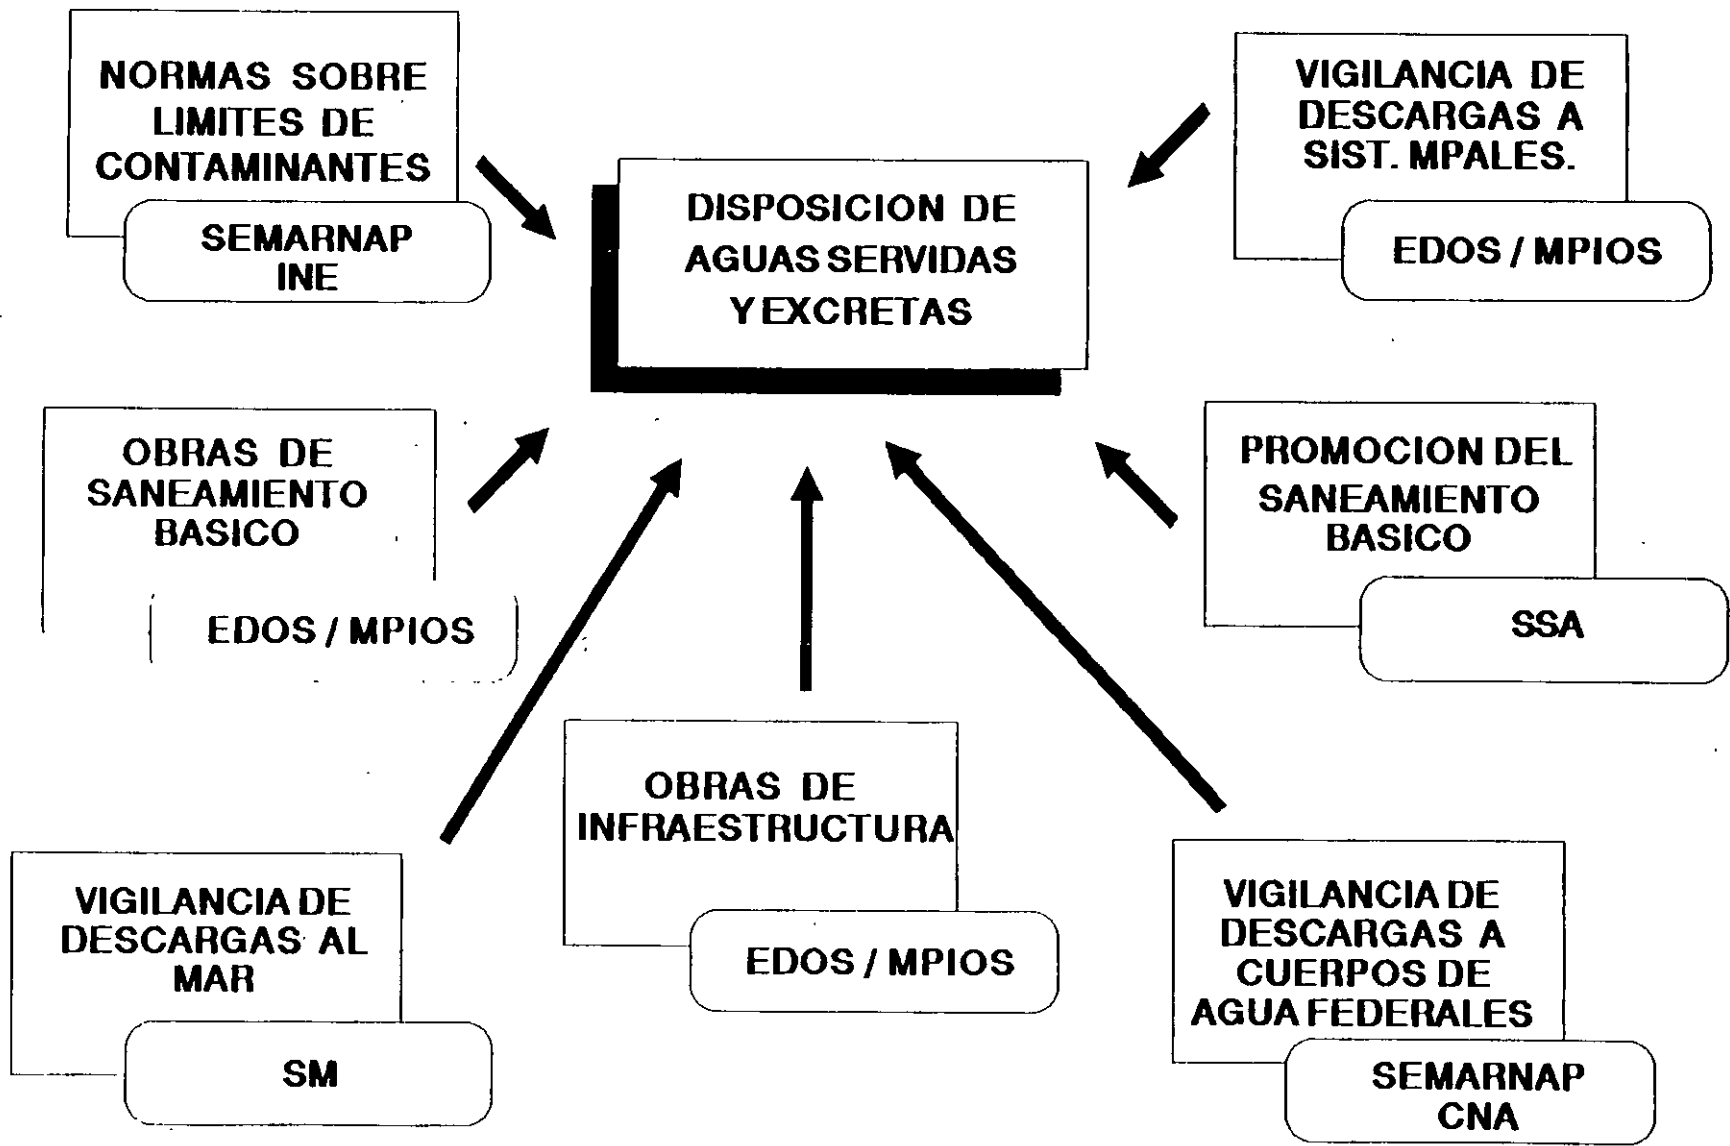 NORMAS SOBRE
LIMITES DE
CONTAMINANTES
SEMARNAP
INE
DISPOSICION DE
AGUAS SERVIDAS
Y EXCRETAS
VIGILANCIA DE
DESCARGAS A
SIST. MPALES.
EDOS / MPIOS
OBRAS DE
SANEAMIENTO
BASICO
EDOS / MPIOS
PROMOCION DEL
SANEAMIENTO
BASICO
SSA
VIGILANCIA DE
DESCARGAS AL
MAR
SM
OBRAS DE
INFRAESTRUCTURA
EDOS / MPIOS
VIGILANCIA DE
DESCARGAS A
CUERPOS DE
AGUA FEDERALES
SEMARNAP
CNA